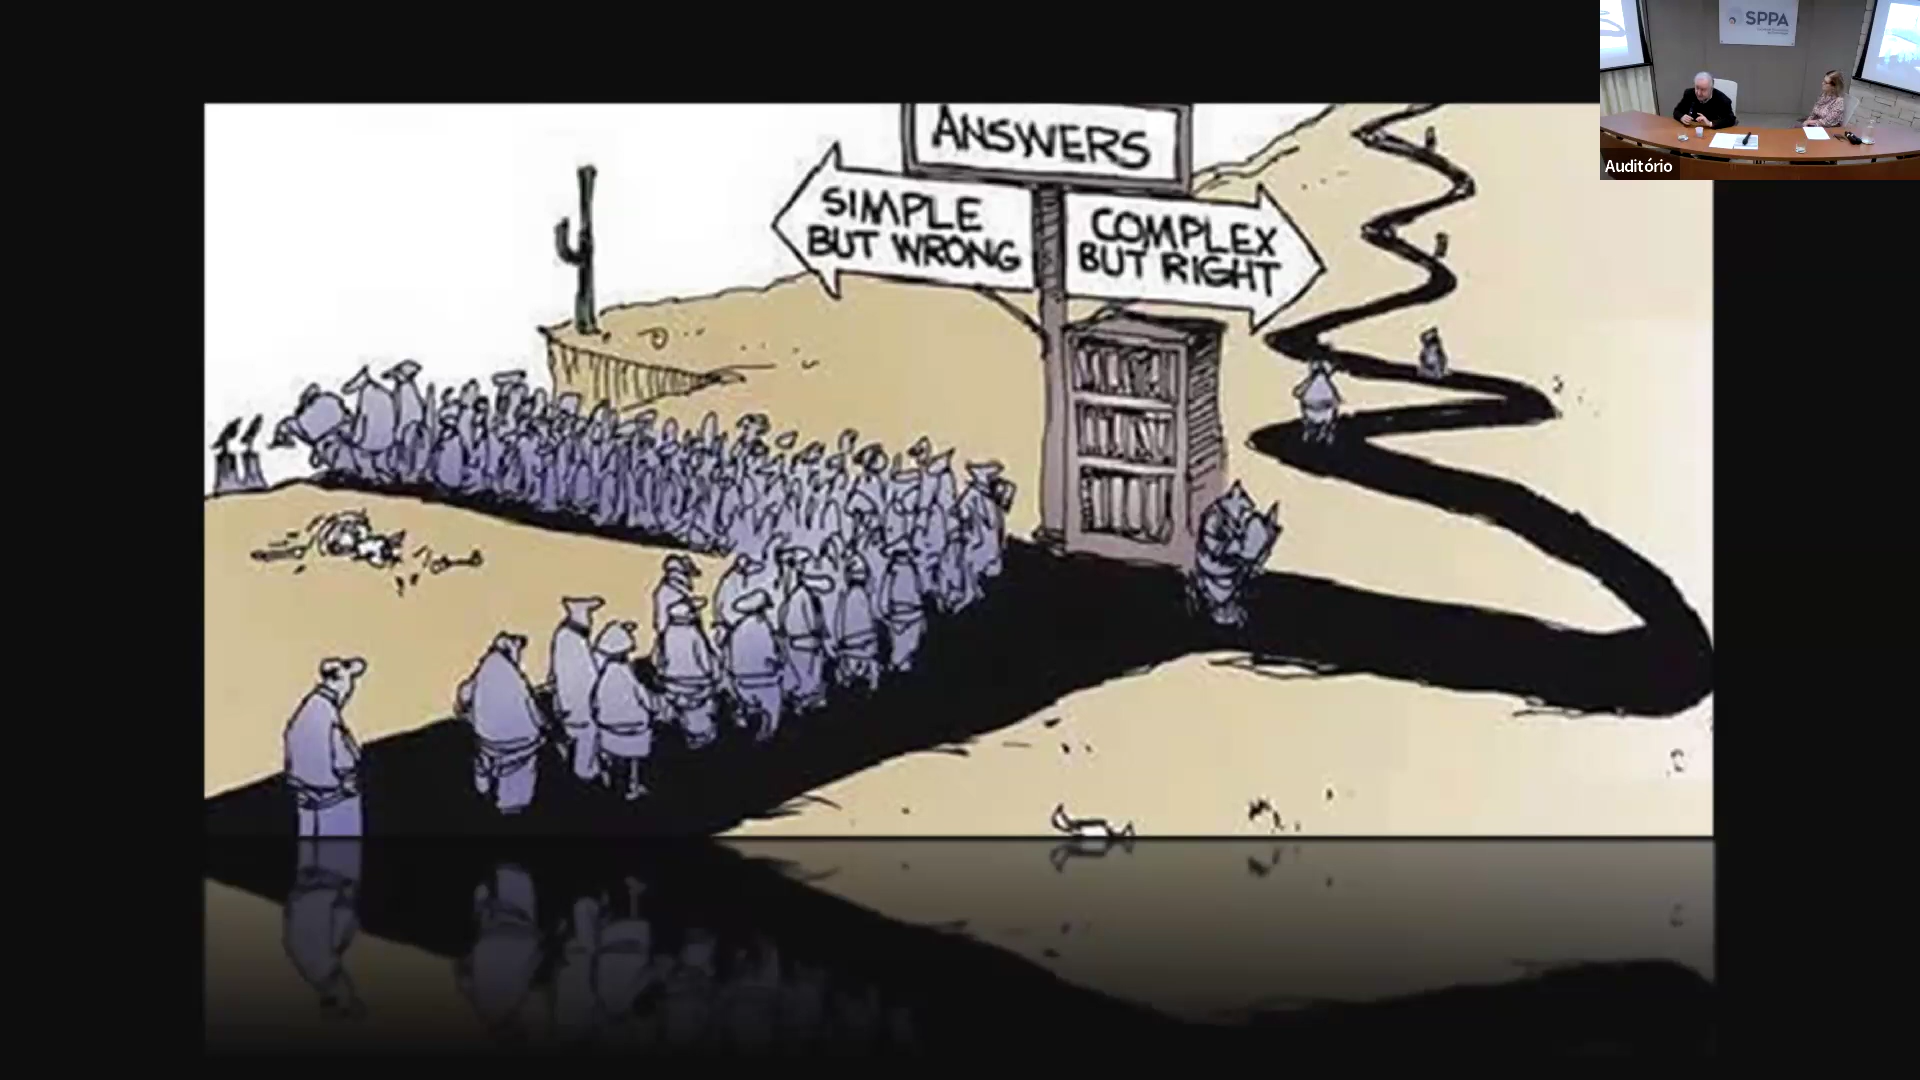 ANSWERS
SIMPLE
BUT WRONG
COMPLEX
BUT RIGHT
SPPA
Auditório